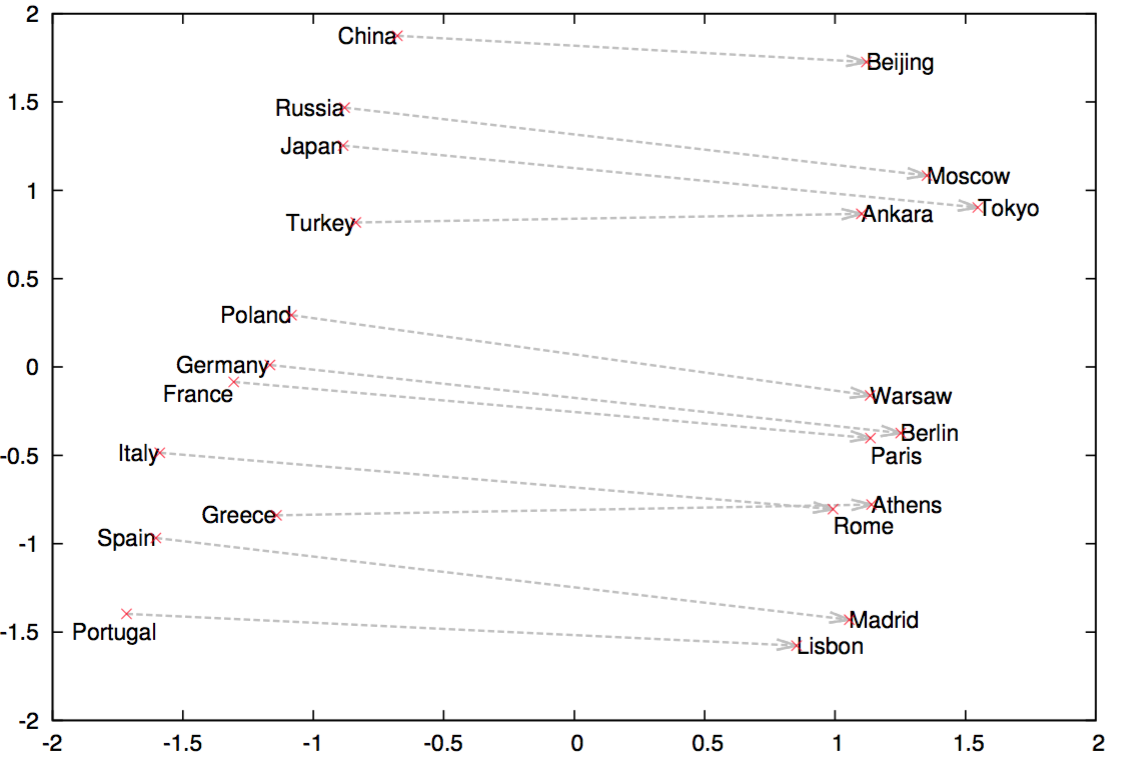 2
China
Beijing
1.5
Russia
Japan
Moscow
1
Tokyo
Turkey
Ankara
0.5
Poland
0
Germany
France
Warsaw
Berlin
-0.5
Italy
Paris
Athens
Greece
Rome
-1
Spain
Madrid
-1.5
Portugal
Lisbon
-2
-2 -1.5 -1 -0.5 0 0.5 1 1.5 2